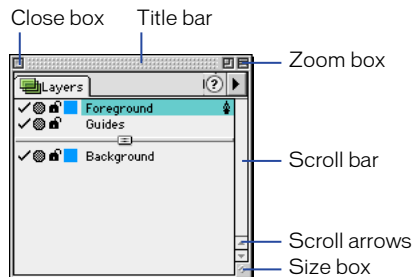 Close box
Title bar
Zoom box
Layers
?
Foreground
Guides
Background
Scroll bar
Scroll arrows
Size box